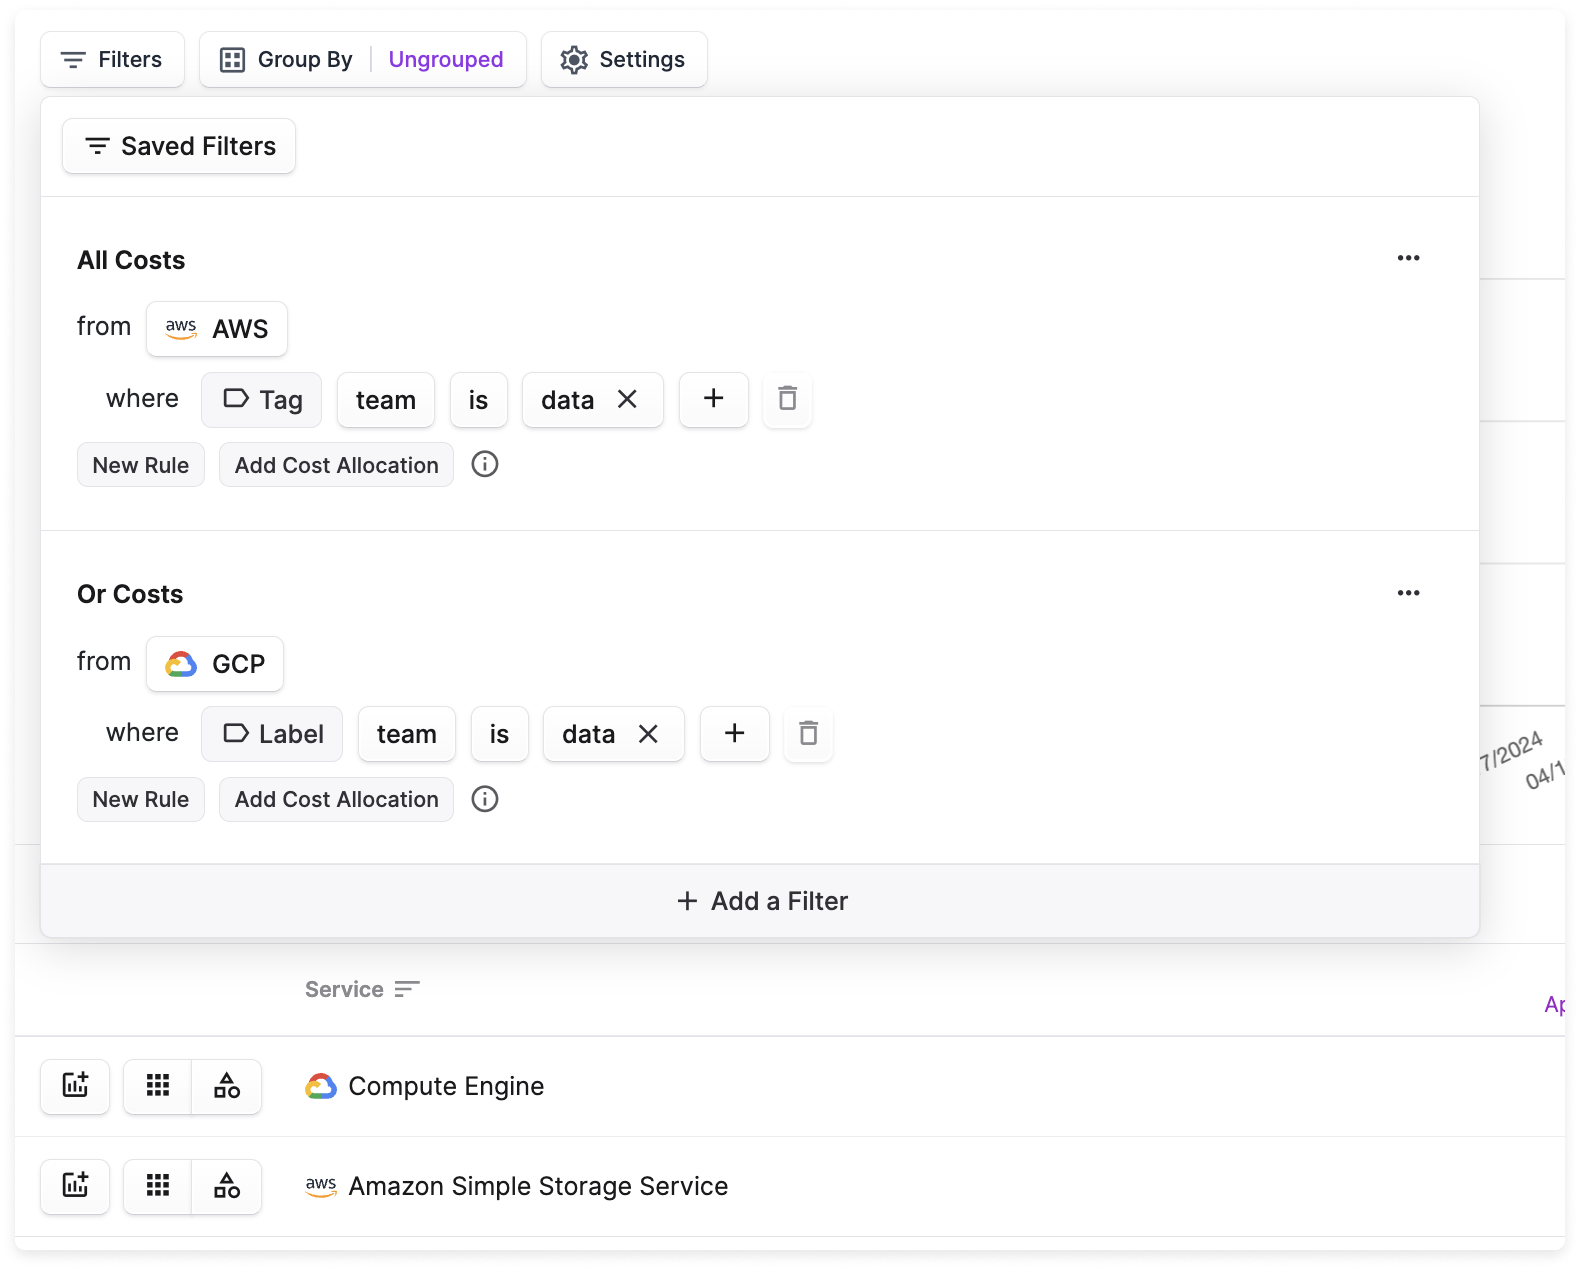 Filters Group By Ungrouped Settings
Saved Filters
All Costs
from aws AWS
where Tag team is data
New Rule Add Cost Allocation
Or Costs
from GCP
where Label team is data
7/2024
04/1
New Rule Add Cost Allocation
+ Add a Filter
Service
Ap
Compute Engine
aws Amazon Simple Storage Service